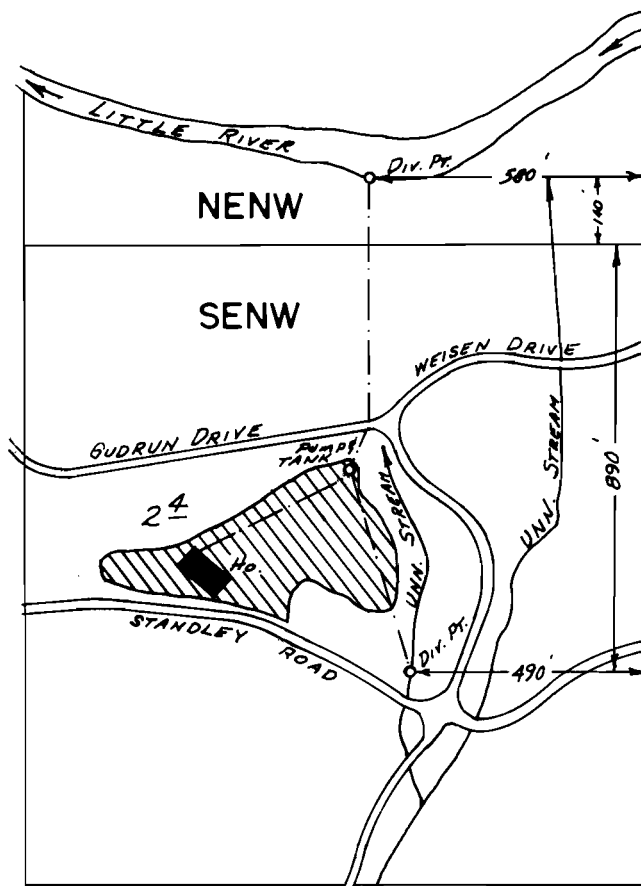 LITTLE RIVER
DIV. PT.
580'
140'
NENW
SENW
WEISEN DRIVE
GUDRUN DRIVE
PUMP &
TANK
UNN. STREAM
UNN. STREAM
890'
2 4
HO.
STANDLEY ROAD
DIV. PT.
490'